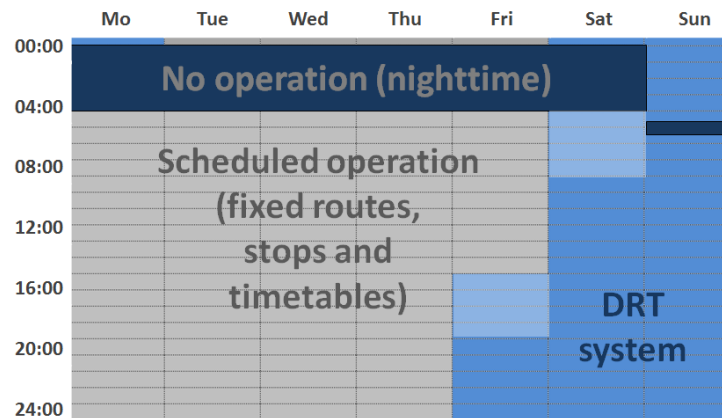 Mo Tue Wed Thu Fri Sat Sun
00:00
No operation (nighttime)
04:00
08:00
Scheduled operation
(fixed routes,
stops and
timetables)
12:00
16:00
DRT
system
20:00
24:00